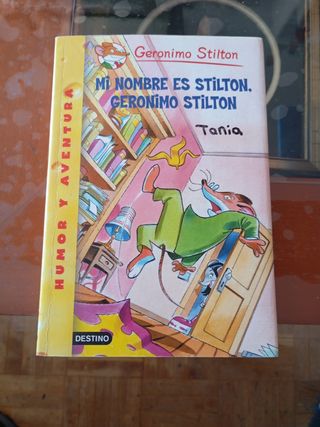 Geronimo Stilton
MI NOMBRE ES STILTON,
GERONIMO STILTON
Tania
HUMOR Y AVENTURA
DESTINO